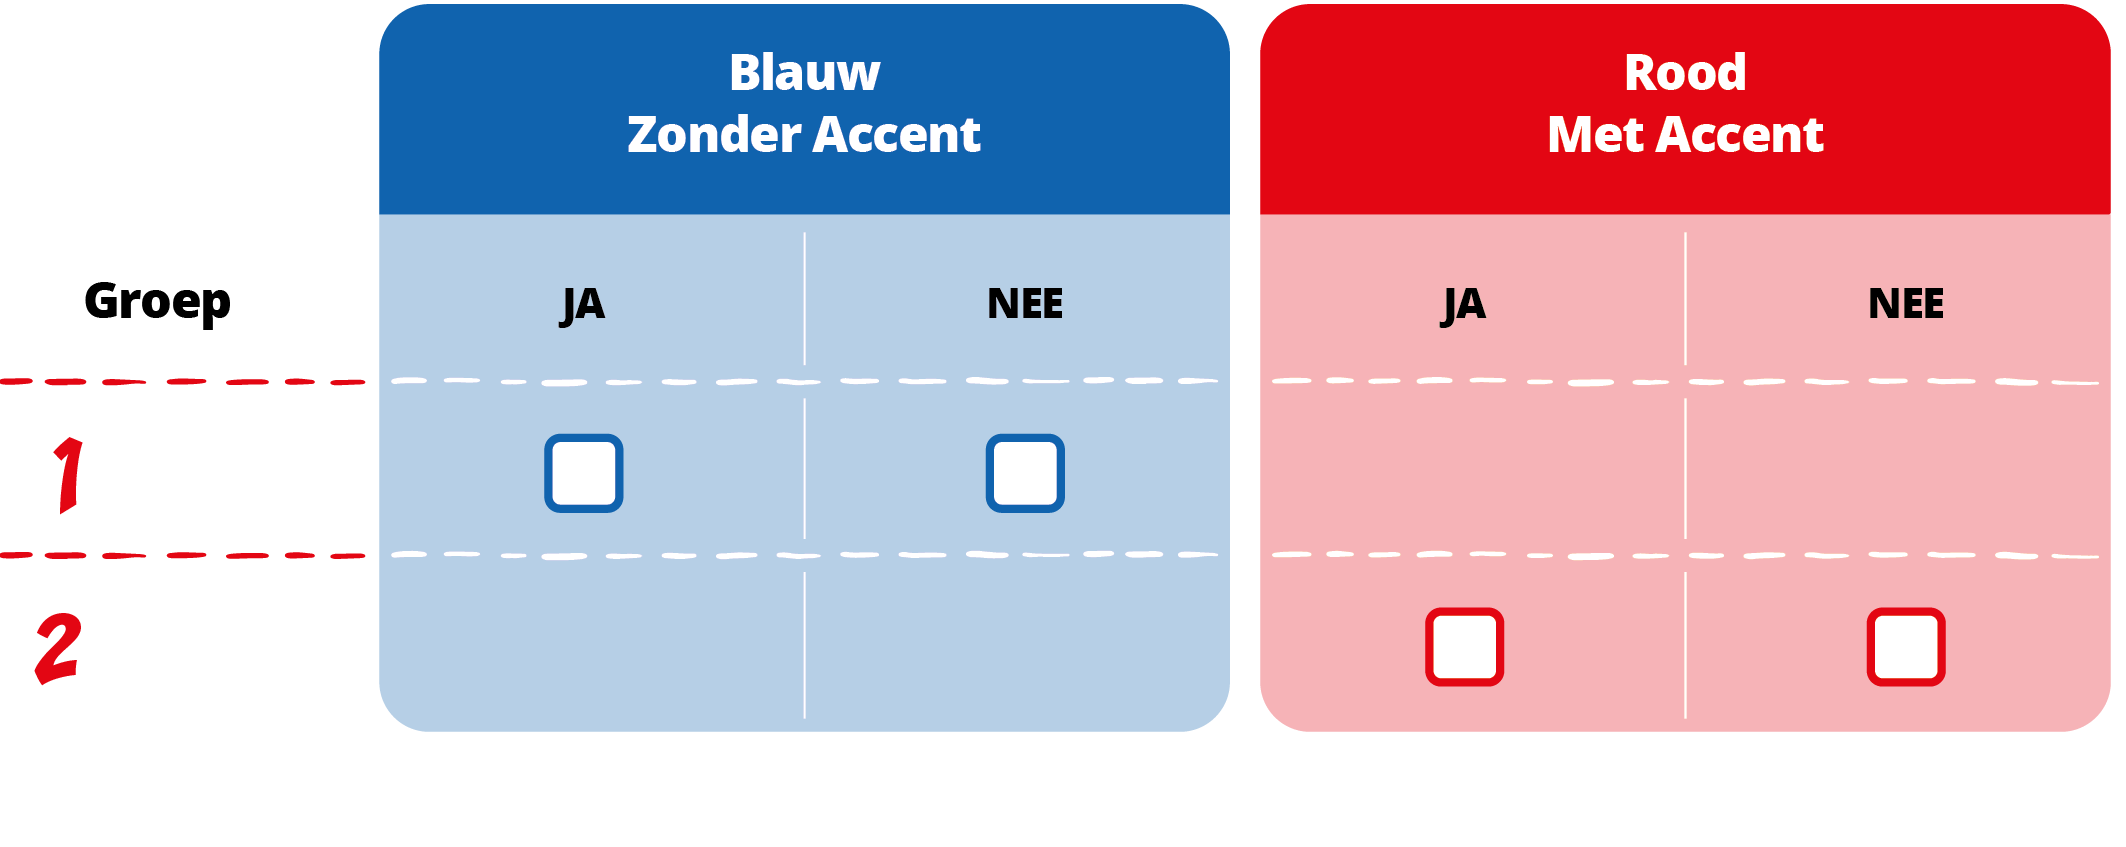 Blauw
Zonder Accent
Rood
Met Accent
Groep
JA
NEE
JA
NEE
1
2